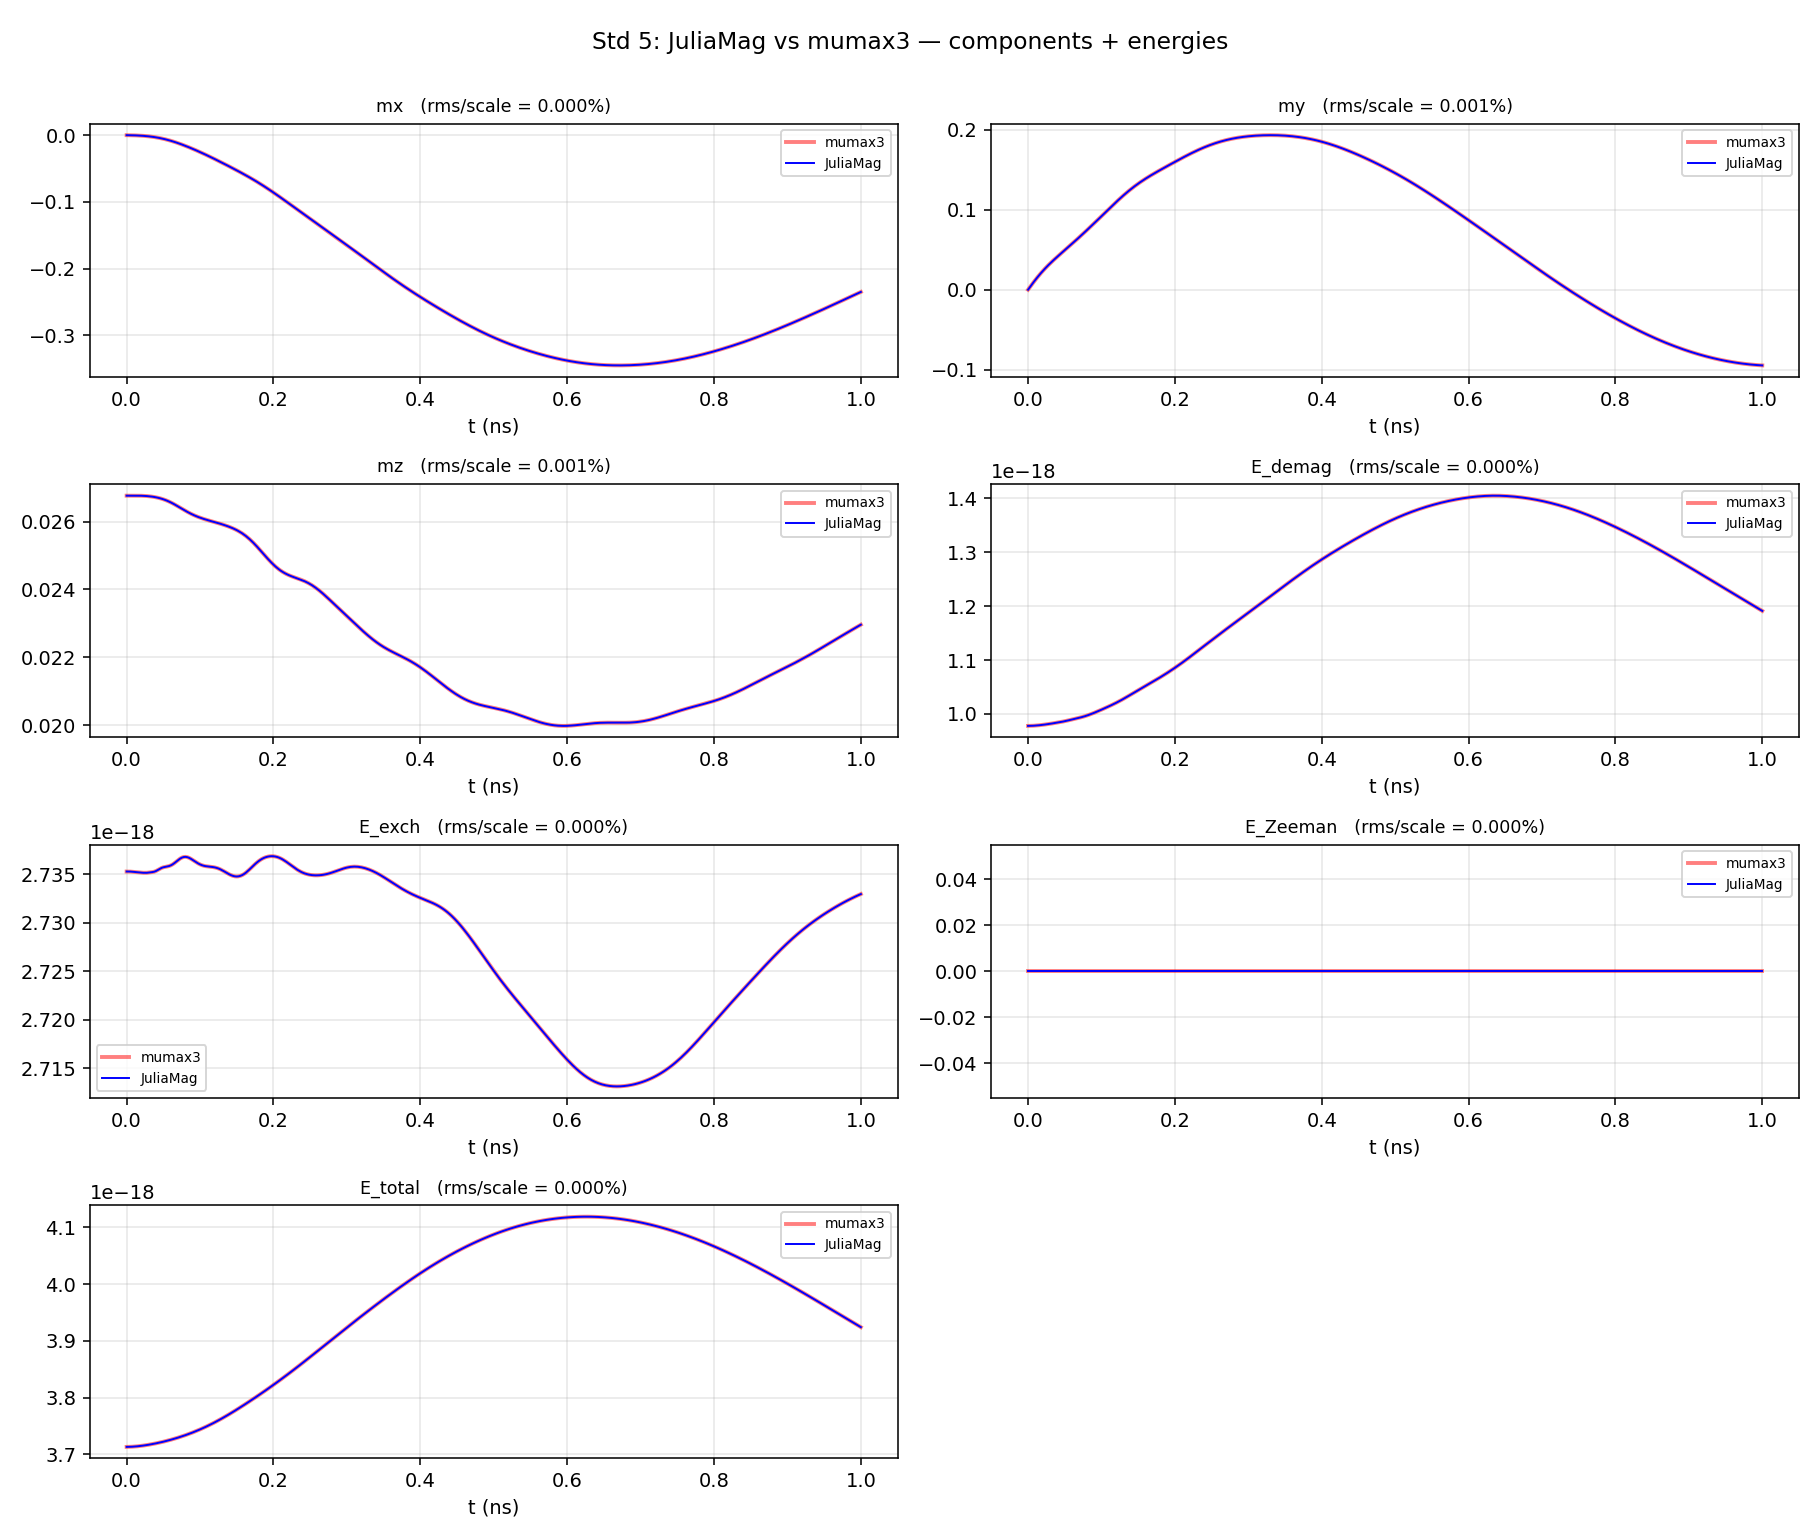 Std 5: JuliaMag vs mumax3 — components + energies
mx   (rms/scale = 0.000%)
0.0
−0.1
−0.2
−0.3
mumax3
JuliaMag
0.0 0.2 0.4 0.6 0.8 1.0
t (ns)
my   (rms/scale = 0.001%)
0.2
0.1
0.0
−0.1
mumax3
JuliaMag
0.0 0.2 0.4 0.6 0.8 1.0
t (ns)
mz   (rms/scale = 0.001%)
0.026
0.024
0.022
0.020
mumax3
JuliaMag
0.0 0.2 0.4 0.6 0.8 1.0
t (ns)
1e−18
E_demag   (rms/scale = 0.000%)
1.4
1.3
1.2
1.1
1.0
mumax3
JuliaMag
0.0 0.2 0.4 0.6 0.8 1.0
t (ns)
1e−18
E_exch   (rms/scale = 0.000%)
2.735
2.730
2.725
2.720
2.715
mumax3
JuliaMag
0.0 0.2 0.4 0.6 0.8 1.0
t (ns)
E_Zeeman   (rms/scale = 0.000%)
0.04
0.02
0.00
−0.02
−0.04
mumax3
JuliaMag
0.0 0.2 0.4 0.6 0.8 1.0
t (ns)
1e−18
E_total   (rms/scale = 0.000%)
4.1
4.0
3.9
3.8
3.7
mumax3
JuliaMag
0.0 0.2 0.4 0.6 0.8 1.0
t (ns)